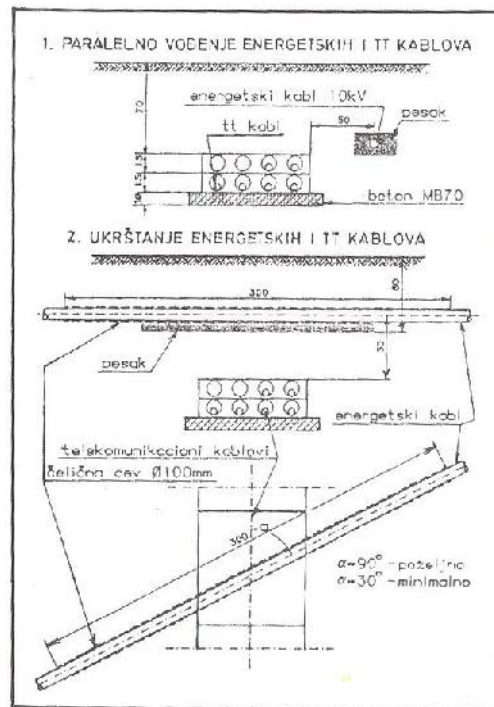 1. PARALELNO VOĐENJE ENERGETSKIH I TT KABLOVA
energetski kabl 10kV
70
50
pesak
tt kabl
15
15
10
beton MB70
2. UKRŠTANJE ENERGETSKIH I TT KABLOVA
300
80
50
pesak
energetski kabl
telekomunikacioni kablovi
čelična cev Ø100mm
300
α=90° - poželjno
α=30° - minimalno